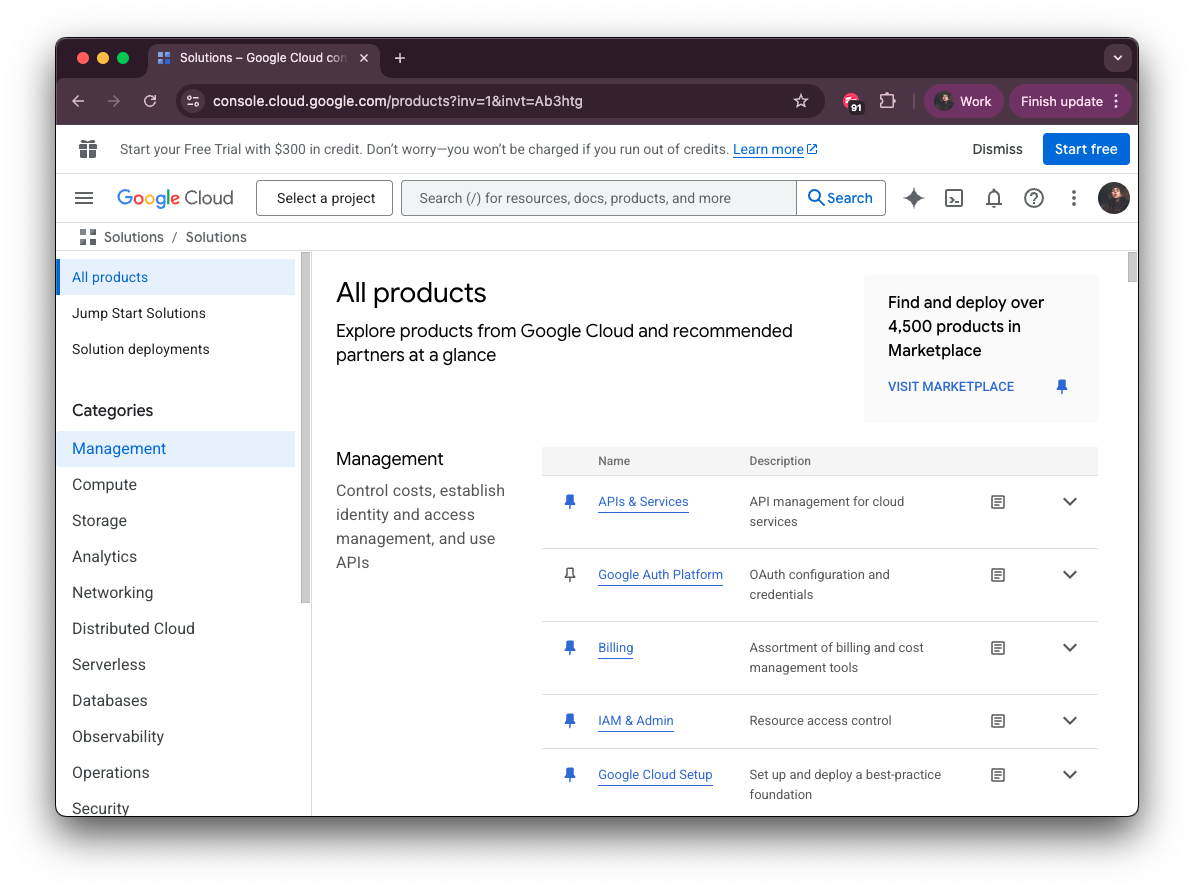 Solutions – Google Cloud con
console.cloud.google.com/products?inv=1&invt=Ab3htg
91
Work
Finish update
Start your Free Trial with $300 in credit. Don’t worry—you won’t be charged if you run out of credits. Learn more
Dismiss
Start free
Google Cloud
Select a project
Search (/) for resources, docs, products, and more
Search
Solutions / Solutions
All products
Jump Start Solutions
Solution deployments
Categories
Management
Compute
Storage
Analytics
Networking
Distributed Cloud
Serverless
Databases
Observability
Operations
Security
All products
Explore products from Google Cloud and recommended
partners at a glance
Find and deploy over
4,500 products in
Marketplace
VISIT MARKETPLACE
Management
Control costs, establish
identity and access
management, and use
APIs
Name Description
APIs & Services
API management for cloud
services
Google Auth Platform
OAuth configuration and
credentials
Billing
Assortment of billing and cost
management tools
IAM & Admin
Resource access control
Google Cloud Setup
Set up and deploy a best-practice
foundation